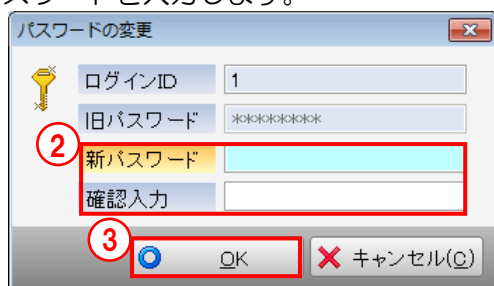 スワードを入力します。
パスワードの変更
ログインID 1
旧パスワード ********
② 新パスワード
確認入力
③ OK キャンセル(C)